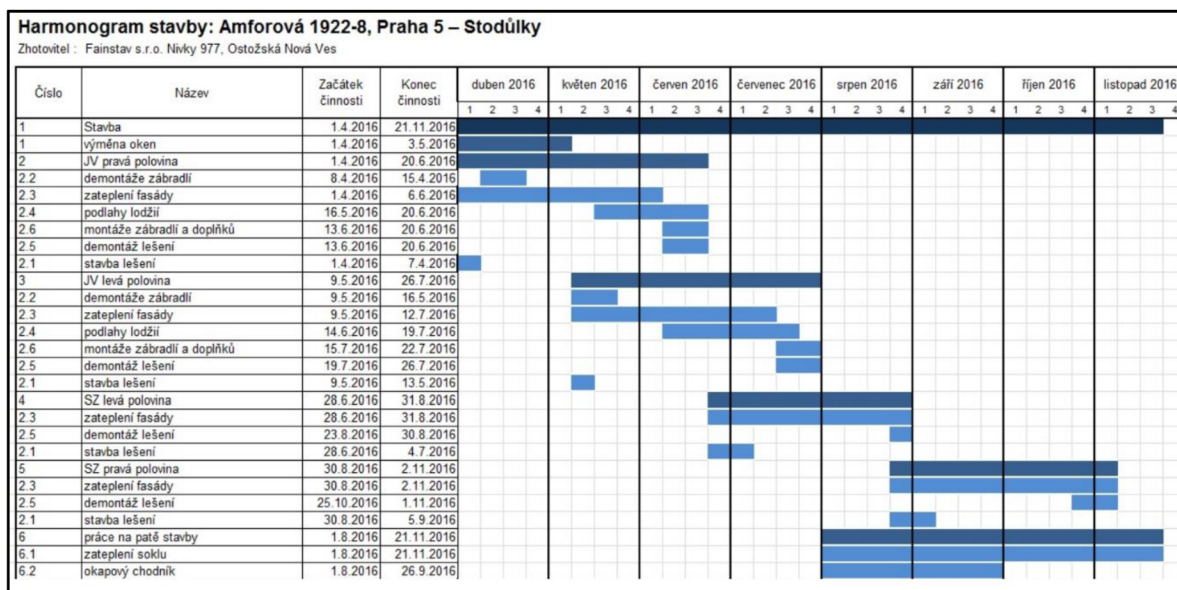 Harmonogram stavby: Amforová 1922-8, Praha 5 – Stodůlky
Zhotovitel : Fainstav s.r.o. Nivky 977, Ostožská Nová Ves
Číslo Název Začátek činnosti Konec činnosti duben 2016 květen 2016 červen 2016 červenec 2016 srpen 2016 září 2016 říjen 2016 listopad 2016
1 2 3 4 1 2 3 4 1 2 3 4 1 2 3 4 1 2 3 4 1 2 3 4 1 2 3 4 1 2 3 4
1 Stavba 1.4.2016 21.11.2016
1 výměna oken 1.4.2016 3.5.2016
2 JV pravá polovina 1.4.2016 20.6.2016
2.2 demontáže zábradlí 8.4.2016 15.4.2016
2.3 zateplení fasády 1.4.2016 6.6.2016
2.4 podlahy lodžií 16.5.2016 20.6.2016
2.6 montáže zábradlí a doplňků 13.6.2016 20.6.2016
2.5 demontáž lešení 13.6.2016 20.6.2016
2.1 stavba lešení 1.4.2016 7.4.2016
3 JV levá polovina 9.5.2016 26.7.2016
2.2 demontáže zábradlí 9.5.2016 16.5.2016
2.3 zateplení fasády 9.5.2016 12.7.2016
2.4 podlahy lodžií 14.6.2016 19.7.2016
2.6 montáže zábradlí a doplňků 15.7.2016 22.7.2016
2.5 demontáž lešení 19.7.2016 26.7.2016
2.1 stavba lešení 9.5.2016 13.5.2016
4 SZ levá polovina 28.6.2016 31.8.2016
2.3 zateplení fasády 28.6.2016 31.8.2016
2.5 demontáž lešení 23.8.2016 30.8.2016
2.1 stavba lešení 28.6.2016 4.7.2016
5 SZ pravá polovina 30.8.2016 2.11.2016
2.3 zateplení fasády 30.8.2016 2.11.2016
2.5 demontáž lešení 25.10.2016 1.11.2016
2.1 stavba lešení 30.8.2016 5.9.2016
6 práce na patě stavby 1.8.2016 21.11.2016
6.1 zateplení soklu 1.8.2016 21.11.2016
6.2 okapový chodník 1.8.2016 26.9.2016